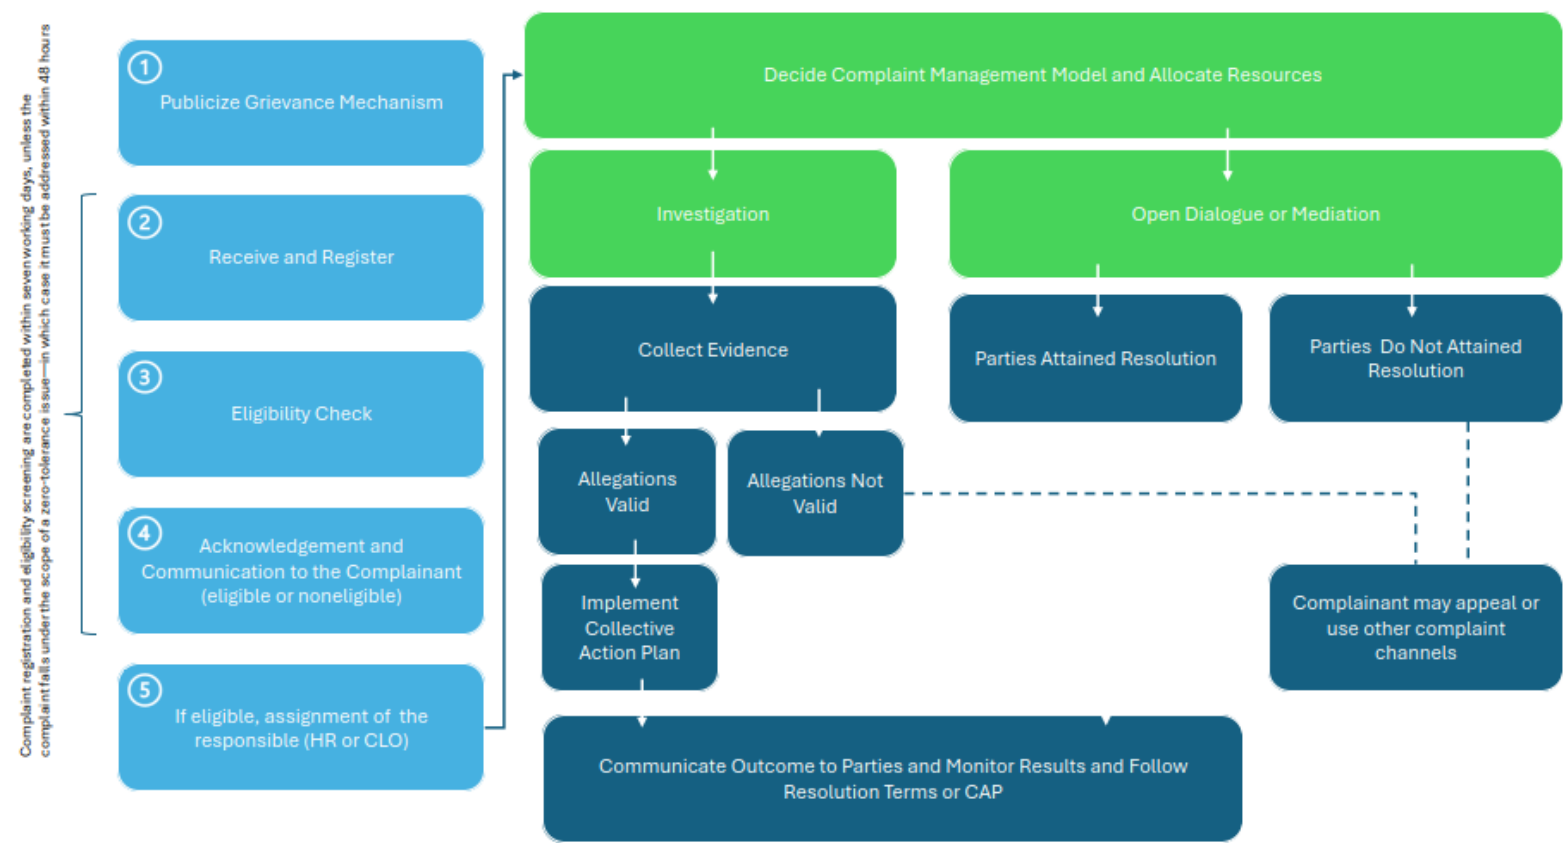 Complaint registration and eligibility screening are completed within seven working days, unless the
complaint falls under the scope of a zero-tolerance issue—in which case it must be addressed within 48 hours
1
Publicize Grievance Mechanism
2
Receive and Register
3
Eligibility Check
4
Acknowledgement and
Communication to the Complainant
(eligible or noneligible)
5
If eligible, assignment of the
responsible (HR or CLO)
Decide Complaint Management Model and Allocate Resources
Investigation
Open Dialogue or Mediation
Collect Evidence
Parties Attained Resolution
Parties Do Not Attained
Resolution
Allegations
Valid
Allegations Not
Valid
Implement
Collective
Action Plan
Complainant may appeal or
use other complaint
channels
Communicate Outcome to Parties and Monitor Results and Follow
Resolution Terms or CAP